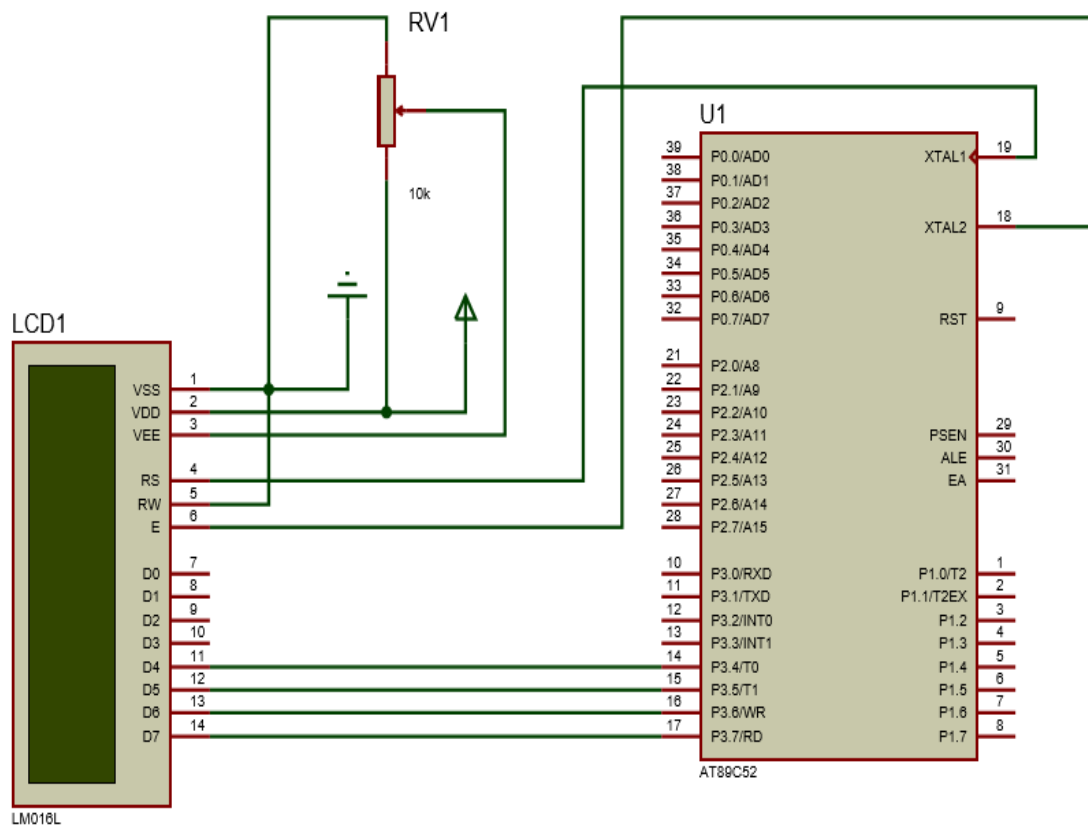 RV1
10k
LCD1
VSS 1
VDD 2
VEE 3
RS 4
RW 5
E 6
D0 7
D1 8
D2 9
D3 10
D4 11
D5 12
D6 13
D7 14
LM016L
U1
39 P0.0/AD0 XTAL1 19
38 P0.1/AD1
37 P0.2/AD2
36 P0.3/AD3 XTAL2 18
35 P0.4/AD4
34 P0.5/AD5
33 P0.6/AD6
32 P0.7/AD7 RST 9
21 P2.0/A8
22 P2.1/A9
23 P2.2/A10
24 P2.3/A11 PSEN 29
25 P2.4/A12 ALE 30
26 P2.5/A13 EA 31
27 P2.6/A14
28 P2.7/A15
10 P3.0/RXD P1.0/T2 1
11 P3.1/TXD P1.1/T2EX 2
12 P3.2/INT0 P1.2 3
13 P3.3/INT1 P1.3 4
14 P3.4/T0 P1.4 5
15 P3.5/T1 P1.5 6
16 P3.6/WR P1.6 7
17 P3.7/RD P1.7 8
AT89C52